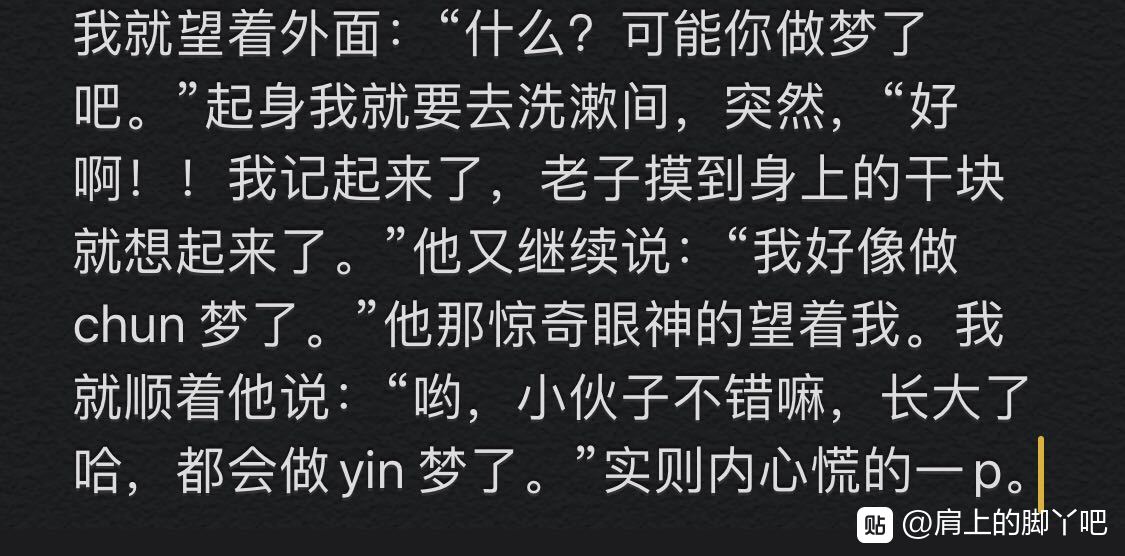 我就望着外面：“什么？可能你做梦了
吧。”起身我就要去洗漱间，突然，“好
啊！！我记起来了，老子摸到身上的干块
就想起来了。”他又继续说：“我好像做
chun 梦了。”他那惊奇眼神的望着我。我
就顺着他说：“哟，小伙子不错嘛，长大了
哈，都会做 yin 梦了。”实则内心慌的一 p。
贴 @肩上的脚丫吧